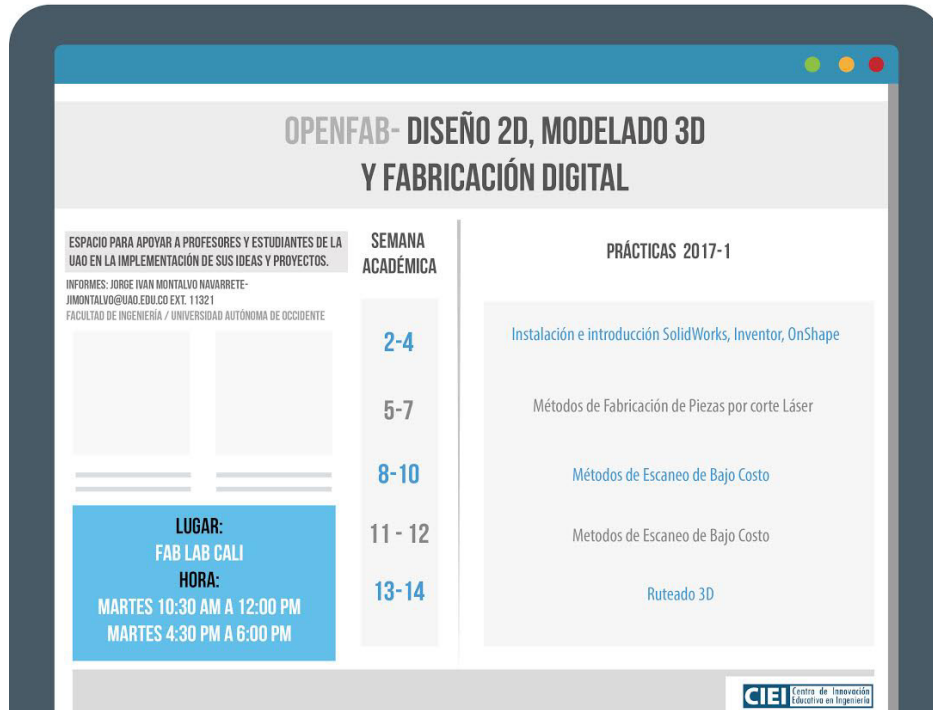 OPENFAB- DISEÑO 2D, MODELADO 3D
Y FABRICACIÓN DIGITAL
ESPACIO PARA APOYAR A PROFESORES Y ESTUDIANTES DE LA
UAO EN LA IMPLEMENTACIÓN DE SUS IDEAS Y PROYECTOS.
INFORMES: JORGE IVAN MONTALVO NAVARRETE-
JIMONTALVO@UAO.EDU.CO EXT. 11321
FACULTAD DE INGENIERÍA / UNIVERSIDAD AUTÓNOMA DE OCCIDENTE
LUGAR:
FAB LAB CALI
HORA:
MARTES 10:30 AM A 12:00 PM
MARTES 4:30 PM A 6:00 PM
SEMANA
ACADÉMICA
PRÁCTICAS 2017-1
2-4
Instalación e introducción SolidWorks, Inventor, OnShape
5-7
Métodos de Fabricación de Piezas por corte Láser
8-10
Métodos de Escaneo de Bajo Costo
11 - 12
Metodos de Escaneo de Bajo Costo
13-14
Ruteado 3D
CIEI Centro de Innovación
Educativo en Ingeniería